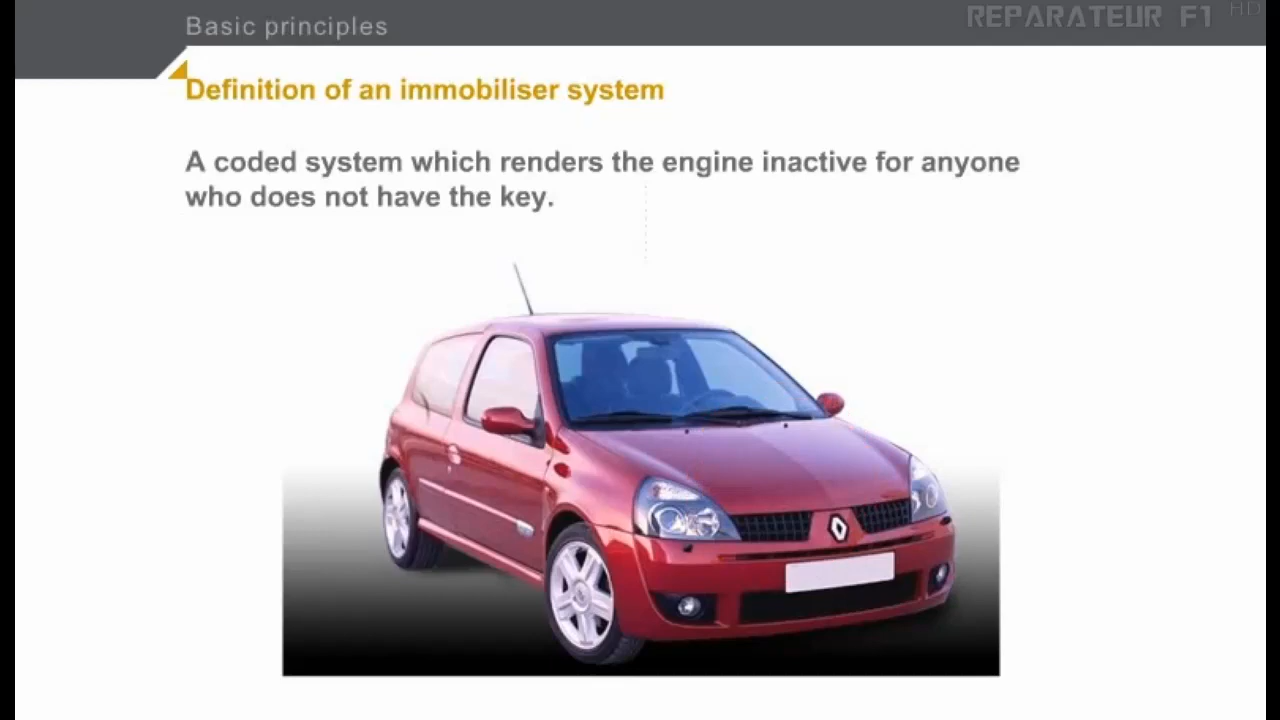 Basic principles
REPARATEUR F1 HD
Definition of an immobiliser system
A coded system which renders the engine inactive for anyone
who does not have the key.